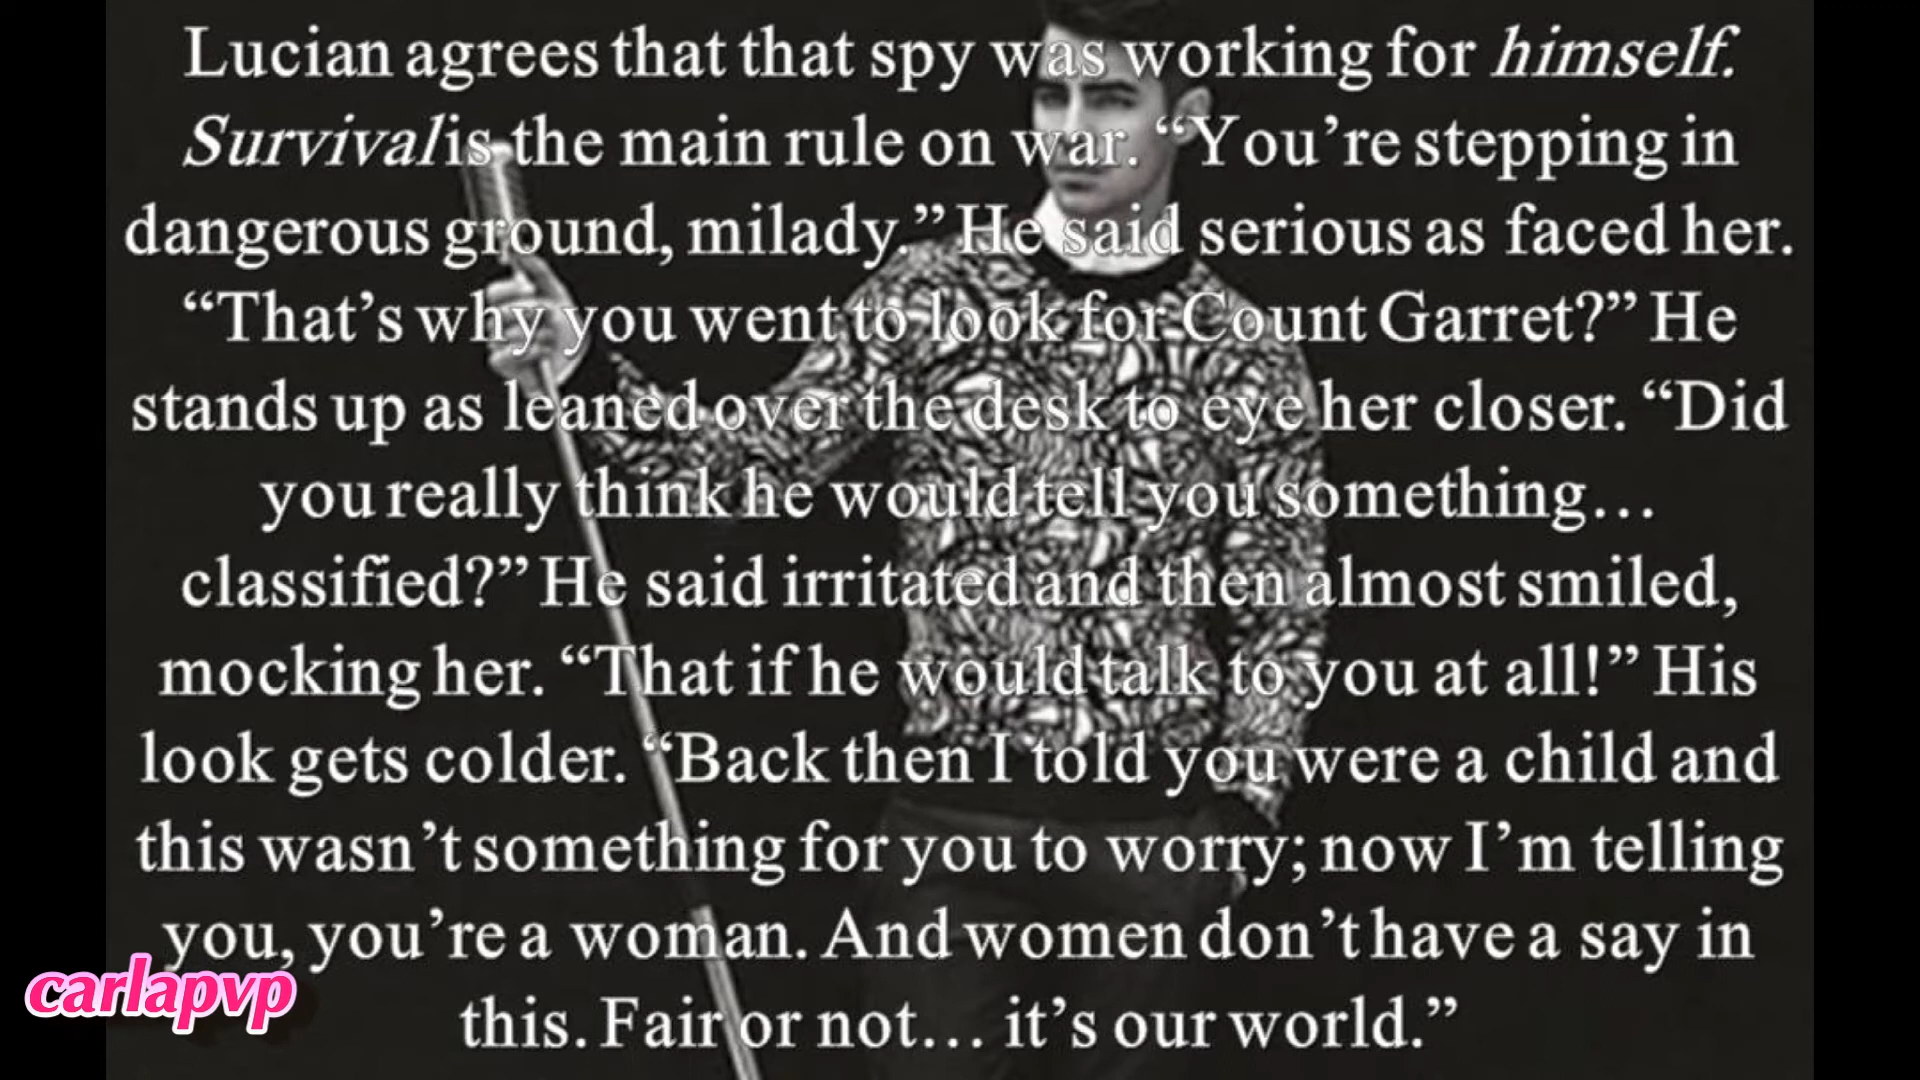 Lucian agrees that that spy was working for himself.
Survival is the main rule on war. “You’re stepping in
dangerous ground, milady.” He said serious as faced her.
“That’s why you went to look for Count Garret?” He
stands up as leaned over the desk to eye her closer. “Did
you really think he would tell you something…
classified?” He said irritated and then almost smiled,
mocking her. “That if he would talk to you at all!” His
look gets colder. “Back then I told you were a child and
this wasn’t something for you to worry; now I’m telling
you, you’re a woman. And women don’t have a say in
this. Fair or not… it’s our world.”
carlapvp